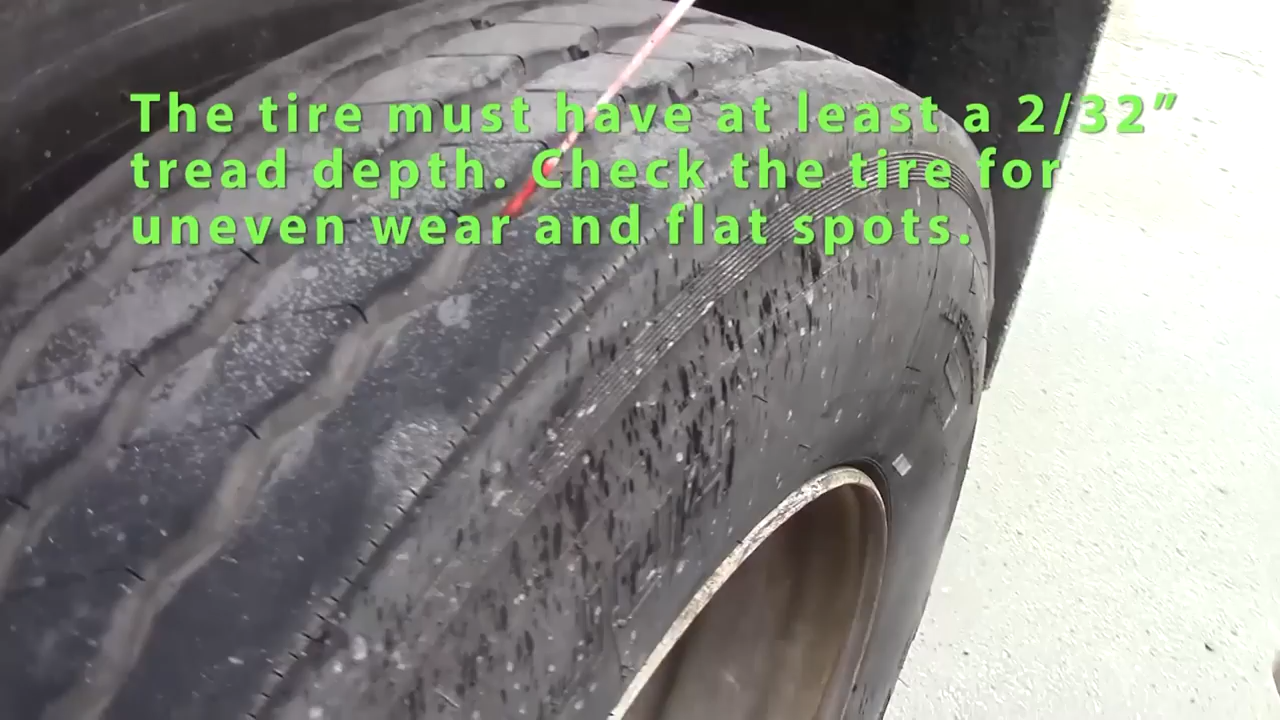 The tire must have at least a 2/32”
tread depth. Check the tire for
uneven wear and flat spots.